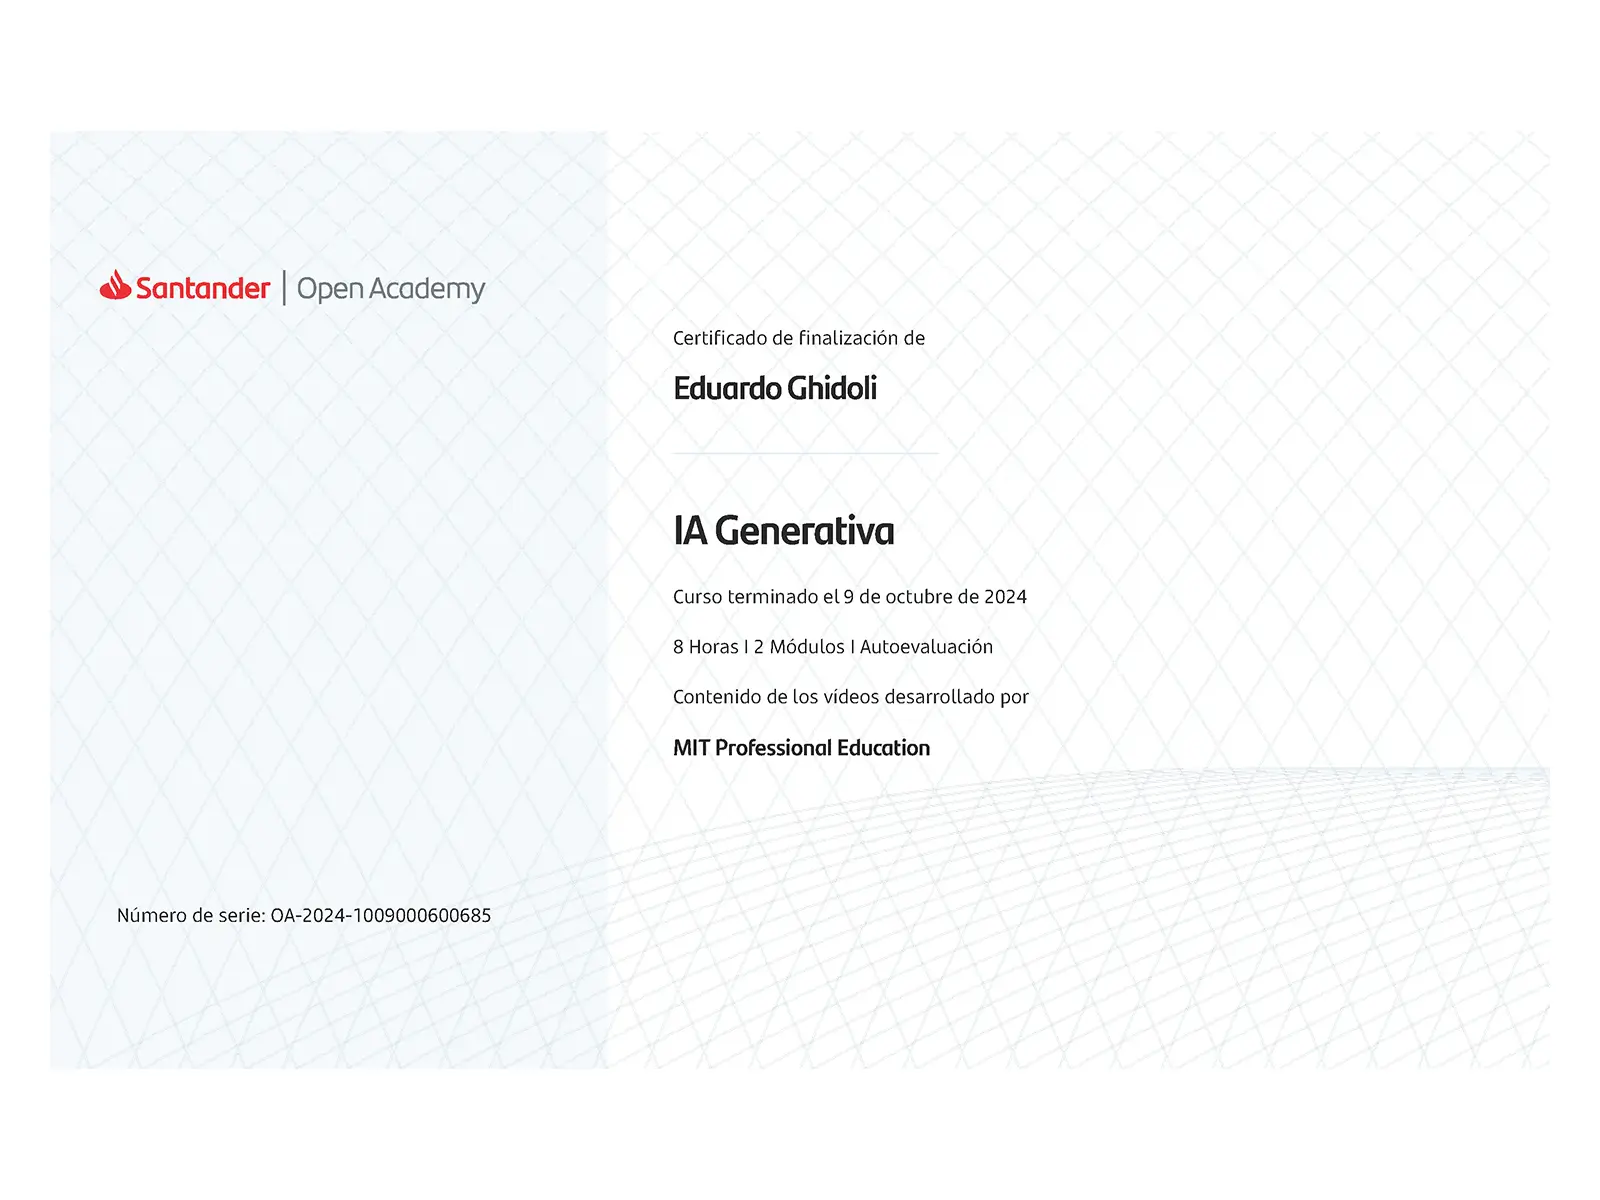 Santander | Open Academy
Certificado de finalización de
Eduardo Ghidoli
IA Generativa
Curso terminado el 9 de octubre de 2024
8 Horas I 2 Módulos I Autoevaluación
Contenido de los vídeos desarrollado por
MIT Professional Education
Número de serie: OA-2024-1009000600685